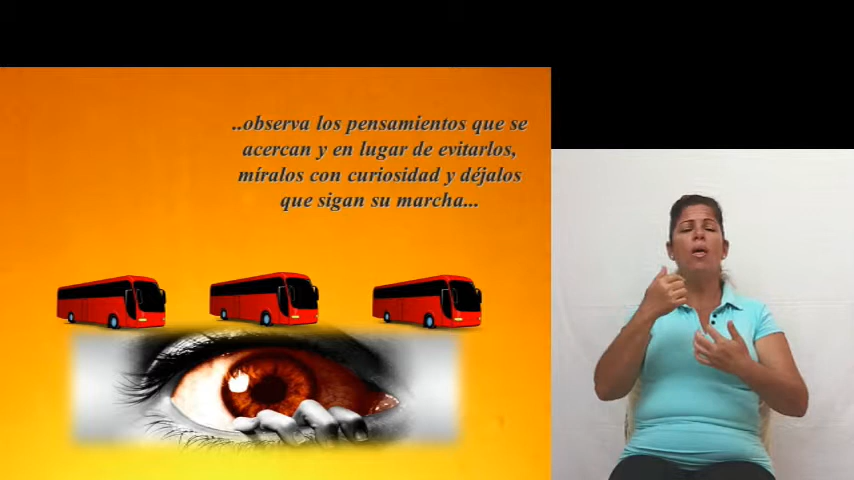 ..observa los pensamientos que se
acercan y en lugar de evitarlos,
míralos con curiosidad y déjalos
que sigan su marcha...